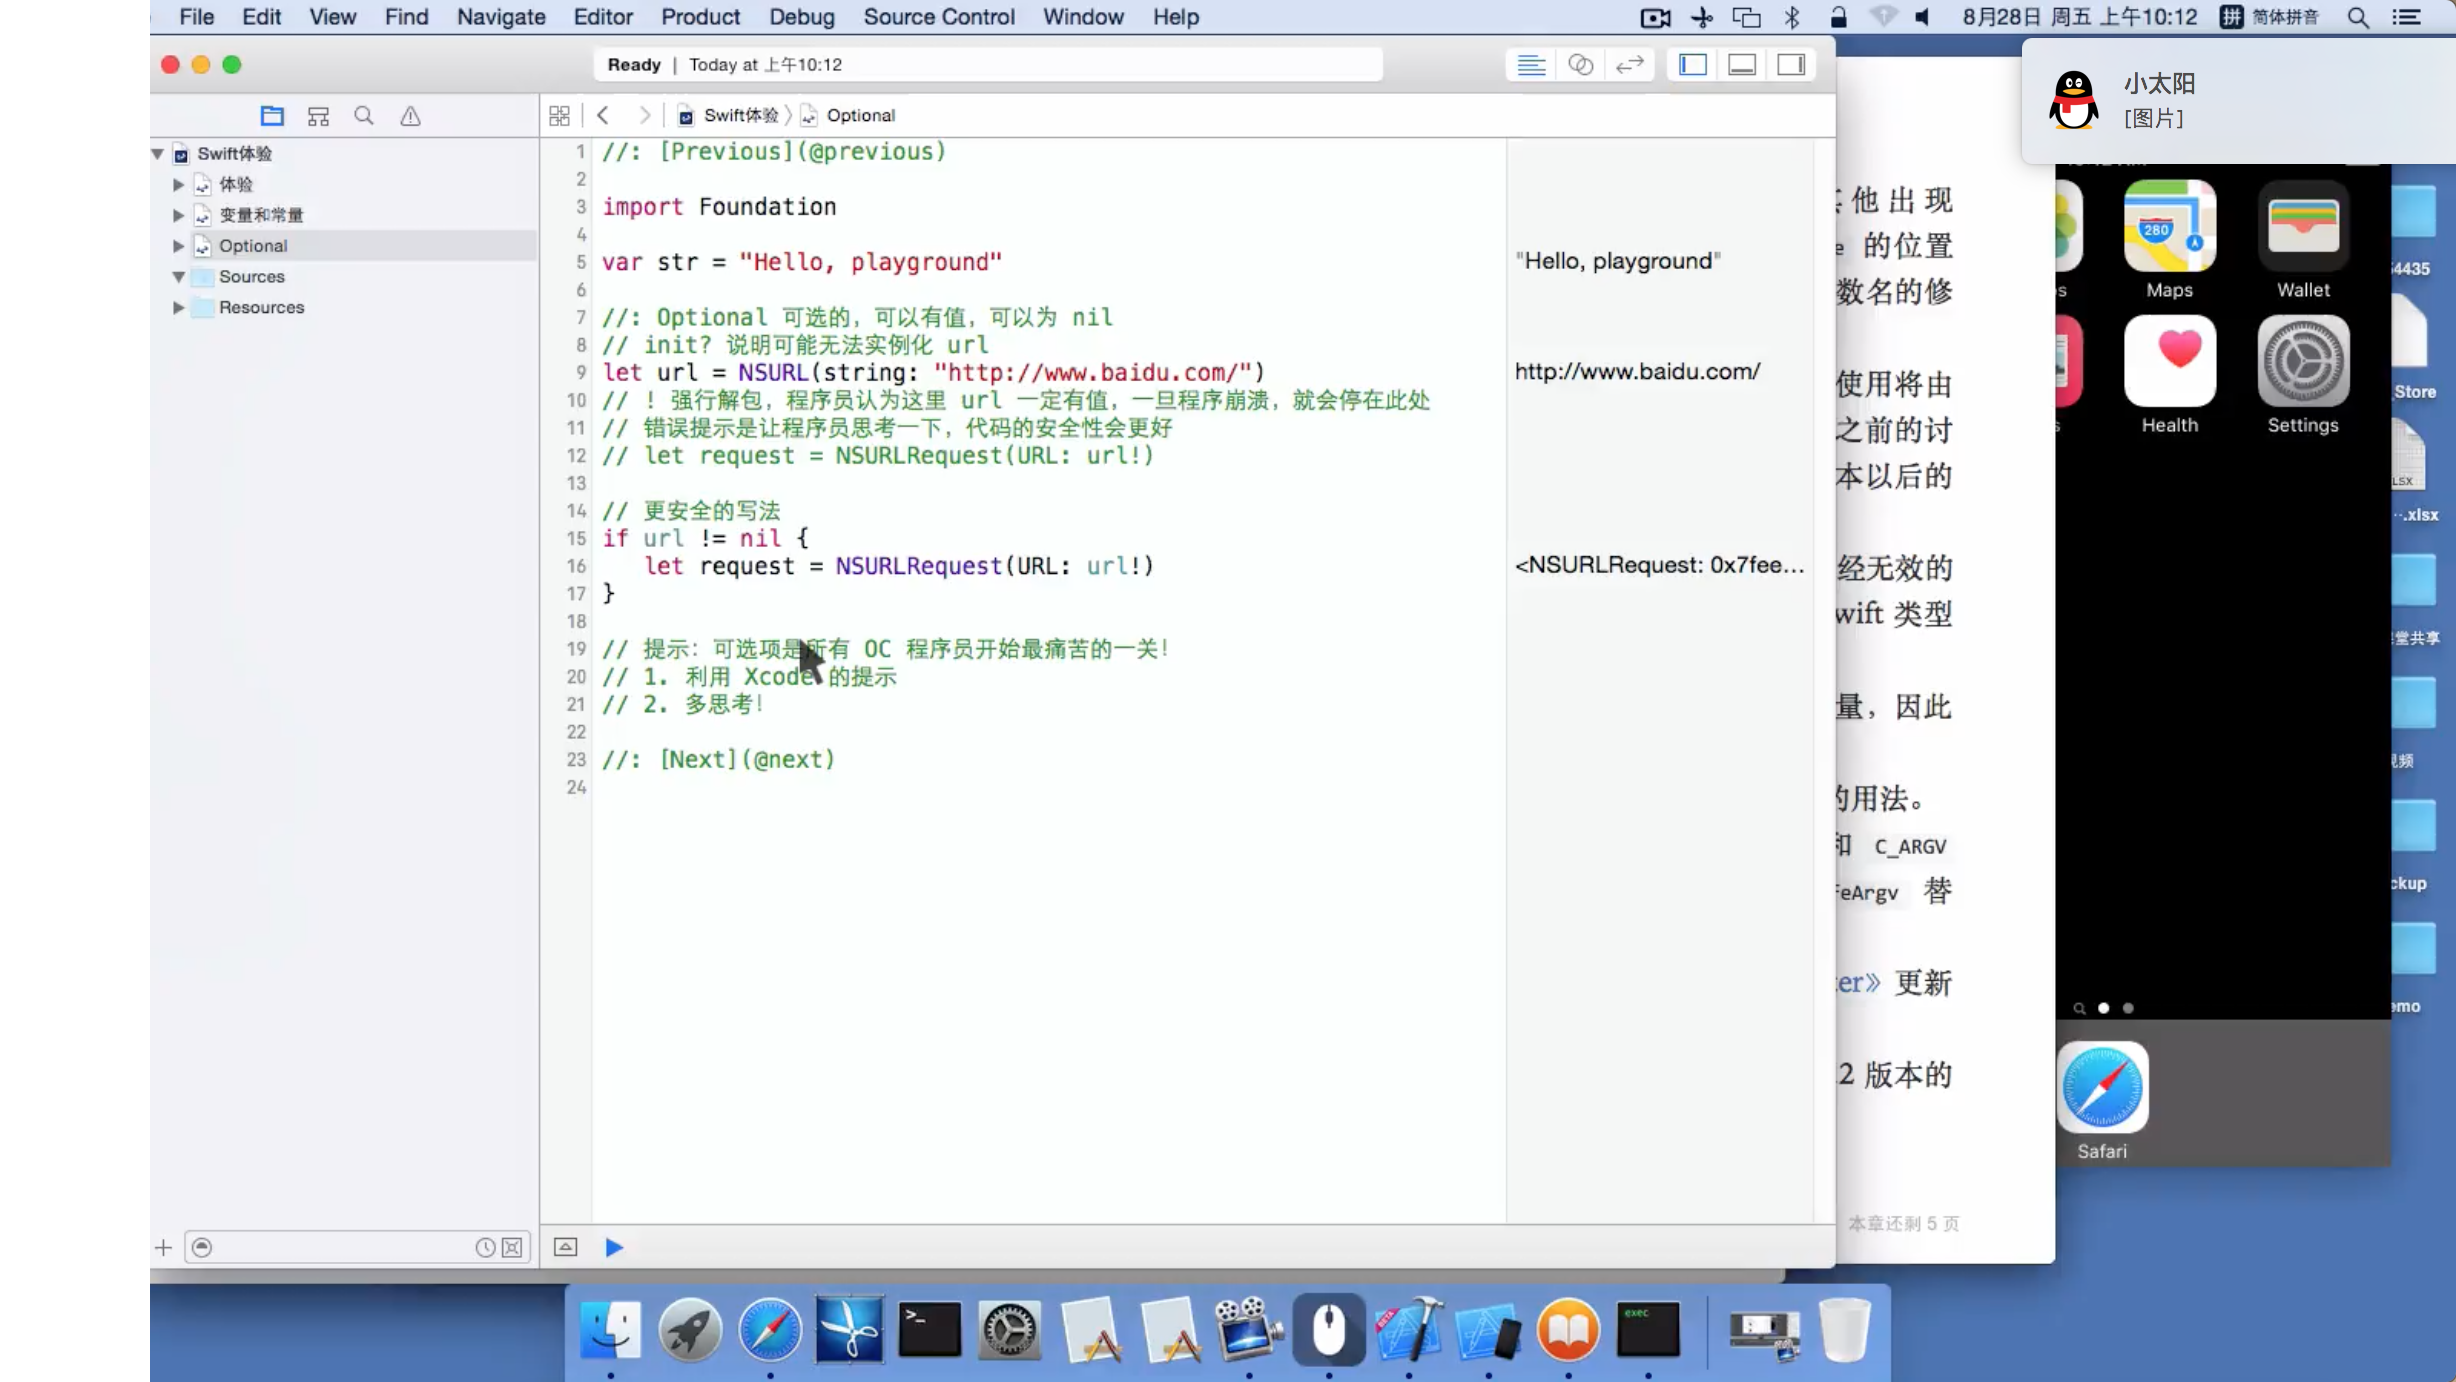 File Edit View Find Navigate Editor Product Debug Source Control Window Help
8月28日 周五 上午10:12 拼 简体拼音
Ready | Today at 上午10:12
小太阳
[图片]
Swift体验 〉 Optional
Swift体验
体验
变量和常量
Optional
Sources
Resources
1 //: [Previous](@previous)
2
3 import Foundation
4
5 var str = "Hello, playground"
"Hello, playground"
6
7 //: Optional 可选的，可以有值，可以为 nil
8 // init? 说明可能无法实例化 url
9 let url = NSURL(string: "http://www.baidu.com/")
http://www.baidu.com/
10 // ! 强行解包，程序员认为这里 url 一定有值，一旦程序崩溃，就会停在此处
11 // 错误提示是让程序员思考一下，代码的安全性会更好
12 // let request = NSURLRequest(URL: url!)
13
14 // 更安全的写法
15 if url != nil {
16 let request = NSURLRequest(URL: url!)
<NSURLRequest: 0x7fee...
17 }
18
19 // 提示：可选项是所有 OC 程序员开始最痛苦的一关！
20 // 1. 利用 Xcode 的提示
21 // 2. 多思考！
22
23 //: [Next](@next)
24
他出现
e 的位置
数名的修
使用将由
之前的讨
本以后的
经无效的
wift 类型
量，因此
的用法。
和 C_ARGV
eArgv 替
er》更新
2 版本的
本章还剩 5 页
280
Maps
Wallet
Health
Settings
Safari
s
s
4435
Store
LSX
...xlsx
堂共享
视频
ckup
emo
exec